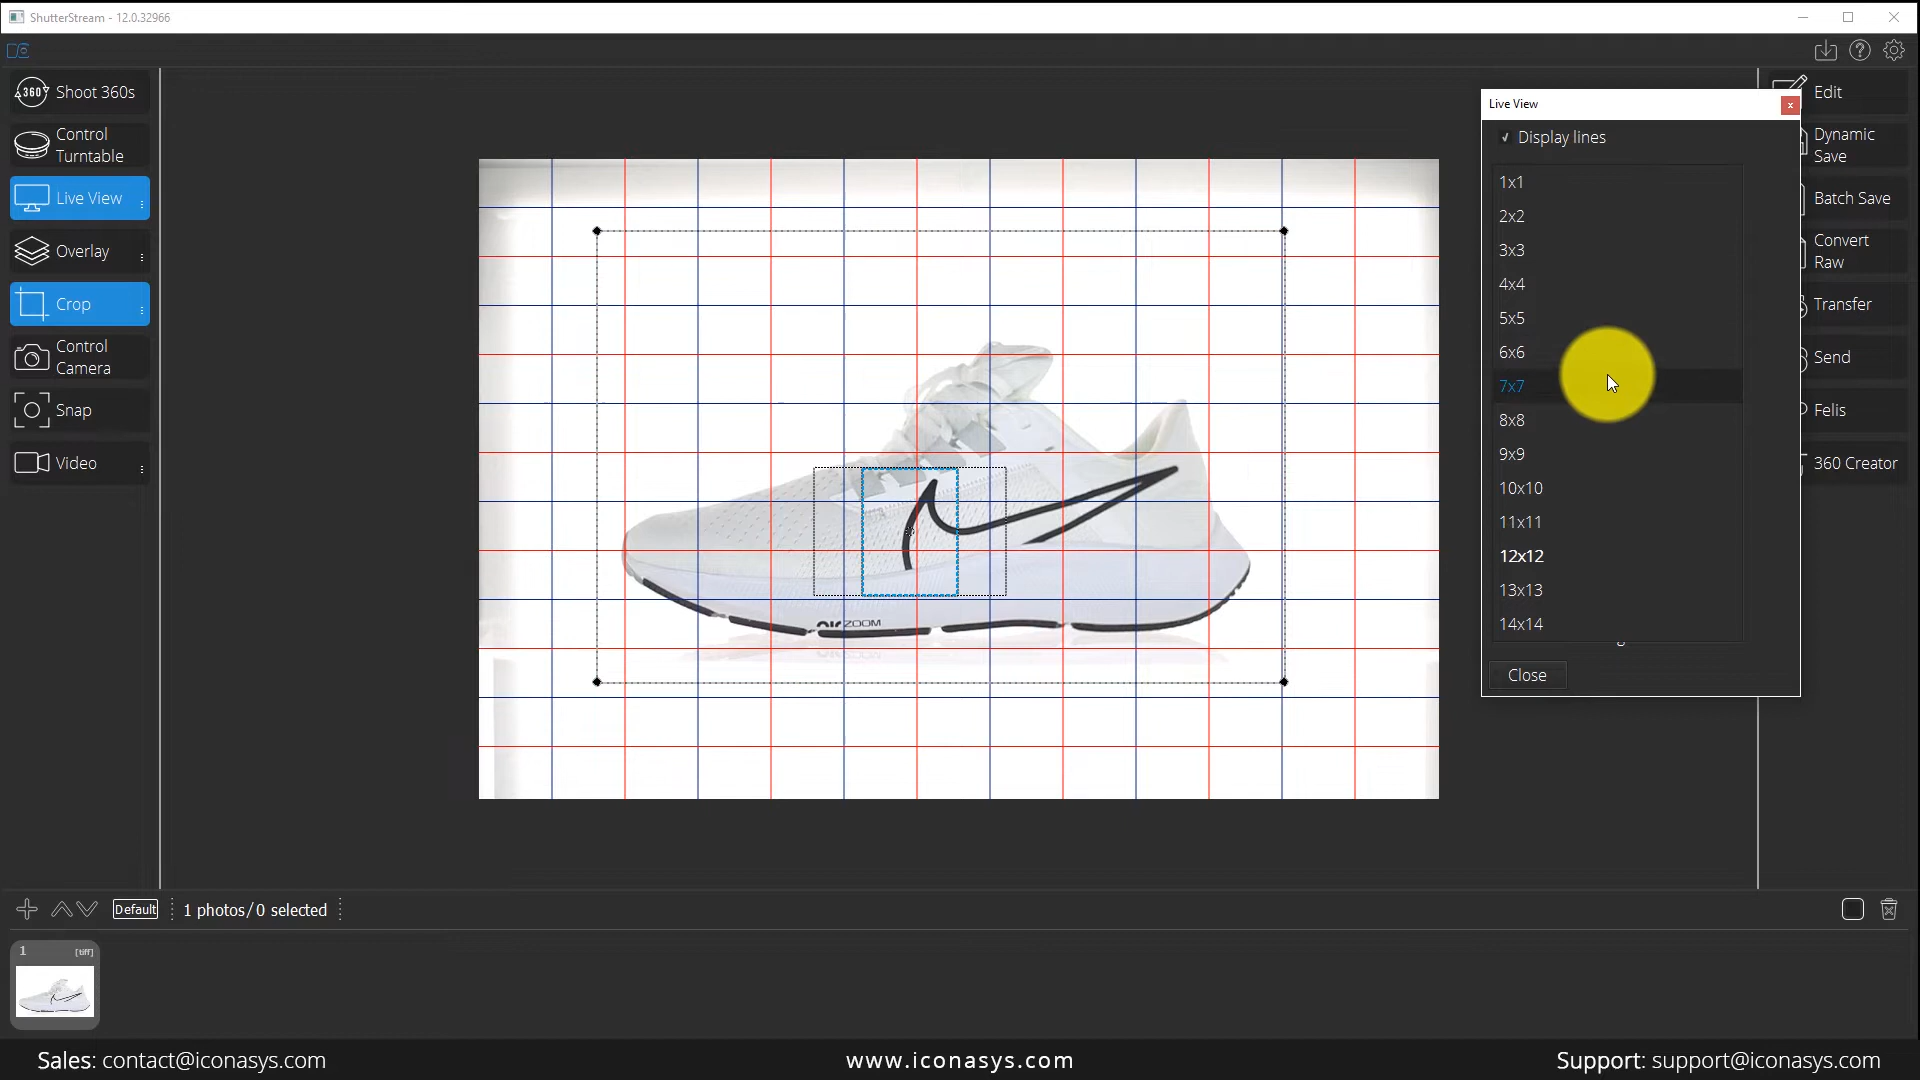 ShutterStream - 12.0.32966
Shoot 360s
Control
Turntable
Live View
Overlay
Crop
Control
Camera
Snap
Video
AIR ZOOM
Live View
Display lines
1x1
2x2
3x3
4x4
5x5
6x6
7x7
8x8
9x9
10x10
11x11
12x12
13x13
14x14
Close
Edit
Dynamic
Save
Batch Save
Convert
Raw
Transfer
Send
Felis
360 Creator
Default
1 photos/0 selected
1
[tiff]
Sales: contact@iconasys.com
www.iconasys.com
Support: support@iconasys.com